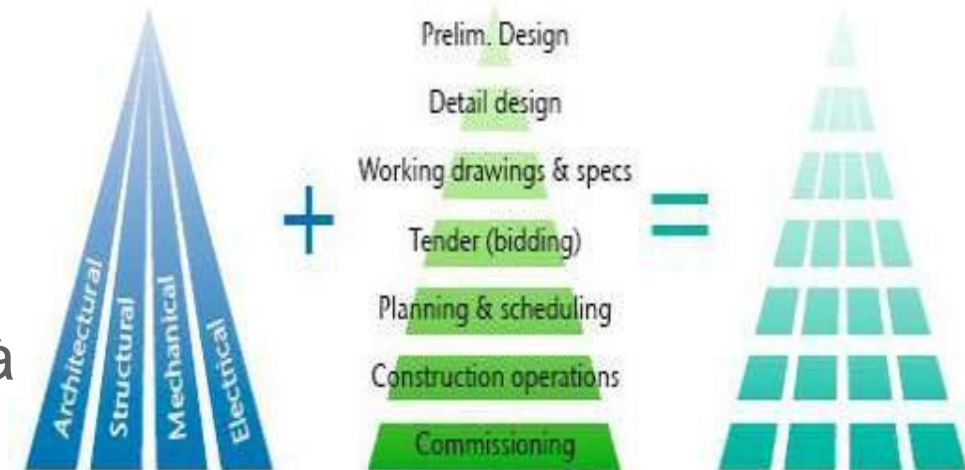 Architectural
Structural
Mechanical
Electrical
+
Prelim. Design
Detail design
Working drawings & specs
Tender (bidding)
Planning & scheduling
Construction operations
Commissioning
=
a